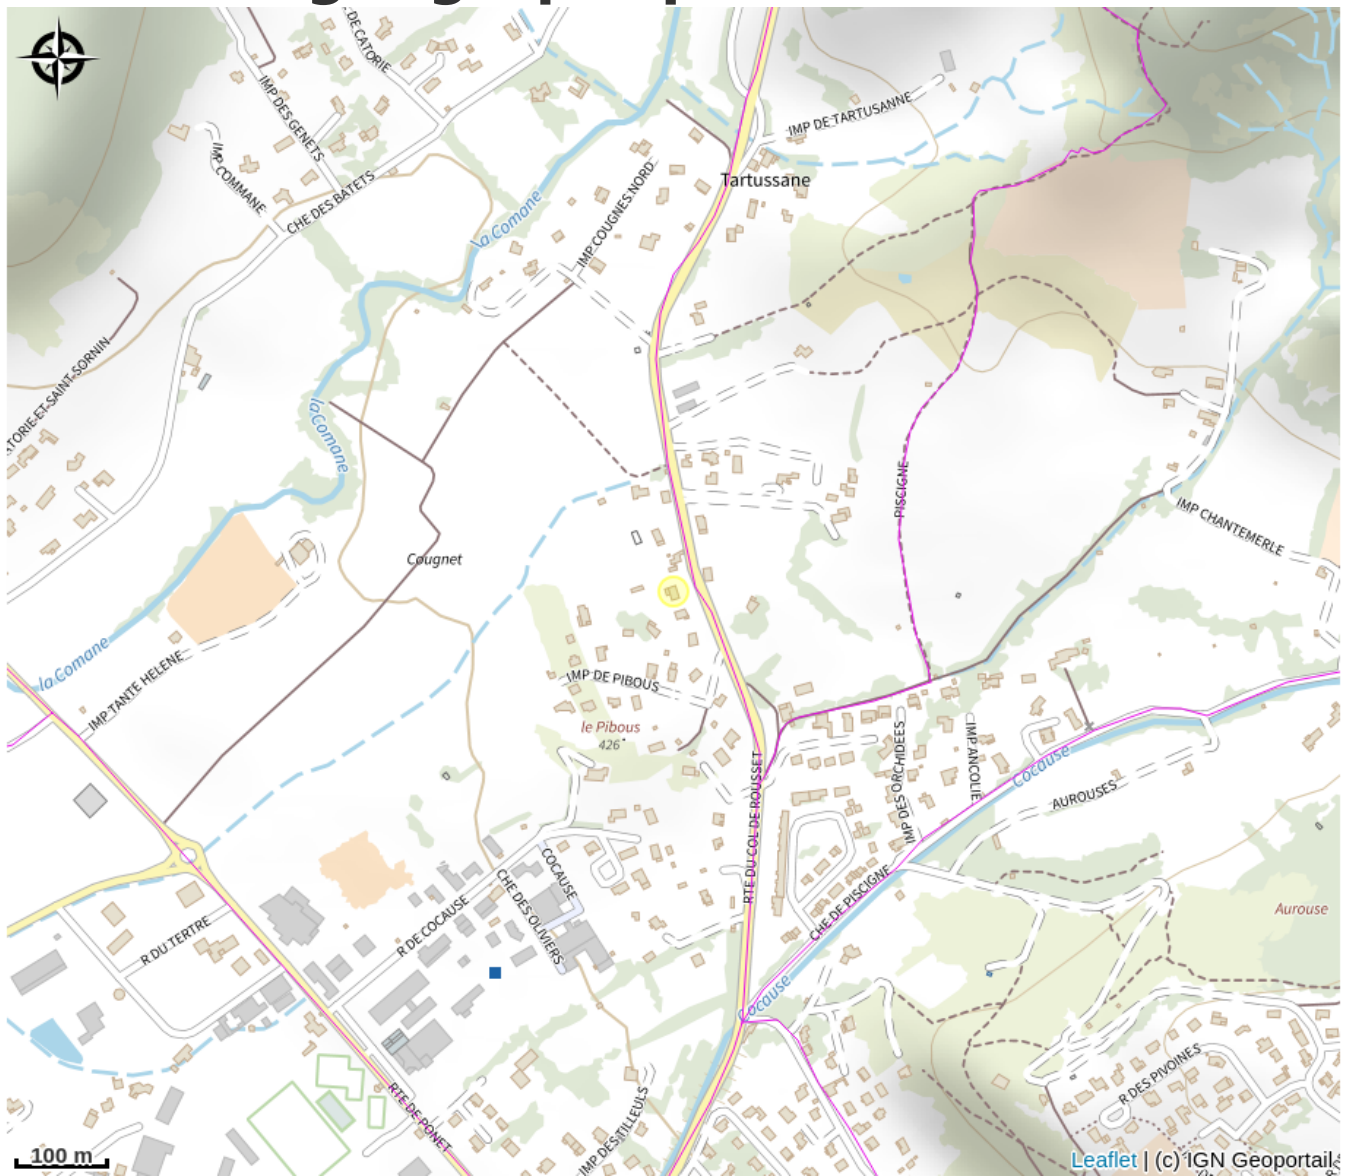 DE CATORIE
IMP DES GENETS
IMP COMMANE
CHE DES BATETS
la Comane
IMP COUGNES NORD
IMP DE TARTUSANNE
Tartussane
ATORIE-ET-SAINT-SORNIN
la Comane
PISCIGNE
IMP CHANTEMERLE
Cougnet
la Comane
IMP TANTE HELENE
IMP DE PIBOUS
le Pibous
426
RTE DU COL DE ROUSSET
IMP DES ORCHIDEES
IMP ANCOLIE
Cocause
AUROUSES
COCAUSE
CHE DES OLIVIERS
R DE COCAUSE
R DU TERTRE
CHE DE PISCIGNE
Aurouse
Cocause
R DES PIVOINES
RTE DE PONET
IMP DES TILLEULS
100 m
Leaflet | (c) IGN Geoportail